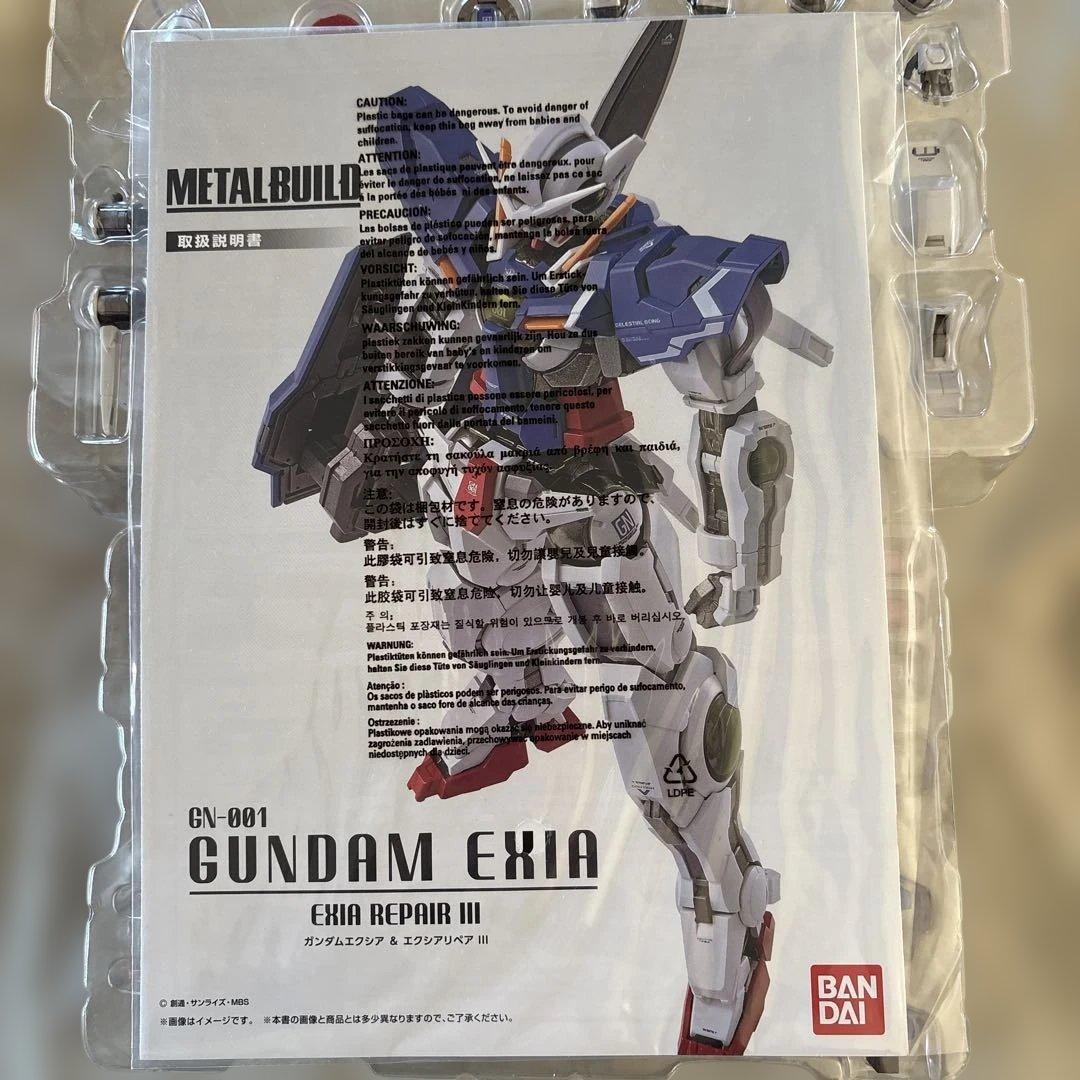 CAUTION:
Plastic bags can be dangerous. To avoid danger of
suffocation, keep this bag away from babies and
children.
ATTENTION:
Les sacs de plastique peuvent être dangereux. pour
éviter le danger de suffocation, ne laissez pas ce sac
à la portée des bébés ni des enfants.
METALBUILD
取扱説明書
PRECAUCION:
Las bolsas de plástico pueden ser peligrosas. para
evitar peligro de sofocación, mantenga la bolsa fuera
del alcance de bebés y niños.
VORSICHT:
Plastiktüten können gefährlich sein. Um Erstick-
kungsgefahr zu verhüten, halten Sie diese Tüte von
Säuglingen und KleinKindern fern.
WAARSCHUWING:
plastiek zakken kunnen gevaarlijk zijn. Hou ze dus
buiten bereik van baby's en kinderen om
verstikkingsgevaar te voorkomen.
ATTENZIONE:
I sacchetti di plastica possono essere pericolosi, per
evitare il pericolo di soffocamento, tenere questo
sacchetto fuori dalle portata dei bameini.
ΠΡΟΣΟΧΗ:
Κρατήστε τη σακούλα μακριά από βρέφη και παιδιά,
για την αποφυγή τυχόν ασφυξίας.
注意:
この袋は梱包材です。窒息の危険がありますので、
開封後はすぐに捨ててください。
警告:
此膠袋可引致窒息危險，切勿讓嬰兒及兒童接觸。
警告:
此胶袋可引致窒息危险，切勿让婴儿及儿童接触。
주 의:
플라스틱 포장재는 질식할 위험이 있으므로 개봉 후 바로 버리십시오
WARNUNG:
Plastiktüten können gefährlich sein. Um Erstickungsgefahr zu verhindern,
halten Sie diese Tüte von Säuglingen und Kleinkindern fern.
Atenção :
Os sacos de plàsticos podem ser perigosos. Para evitar perigo de sufocamento,
mantenha o saco fore de alcance das crianças.
Ostrzezenie :
Plastikowe opakowania mogą okazać się niebezpieczne. Aby uniknąć
zagrożenia zadławienia, przechowywać opakowanie w miejscach
niedostępnych dla dzieci.
CELESTIAL BEING
GN
LDPE
GN-001
GUNDAM EXIA
EXIA REPAIR III
ガンダムエクシア & エクシアリペア III
© 創通・サンライズ・MBS
※画像はイメージです。 ※本書の画像と商品とは多少異なりますので、ご了承ください。
BAN
DAI